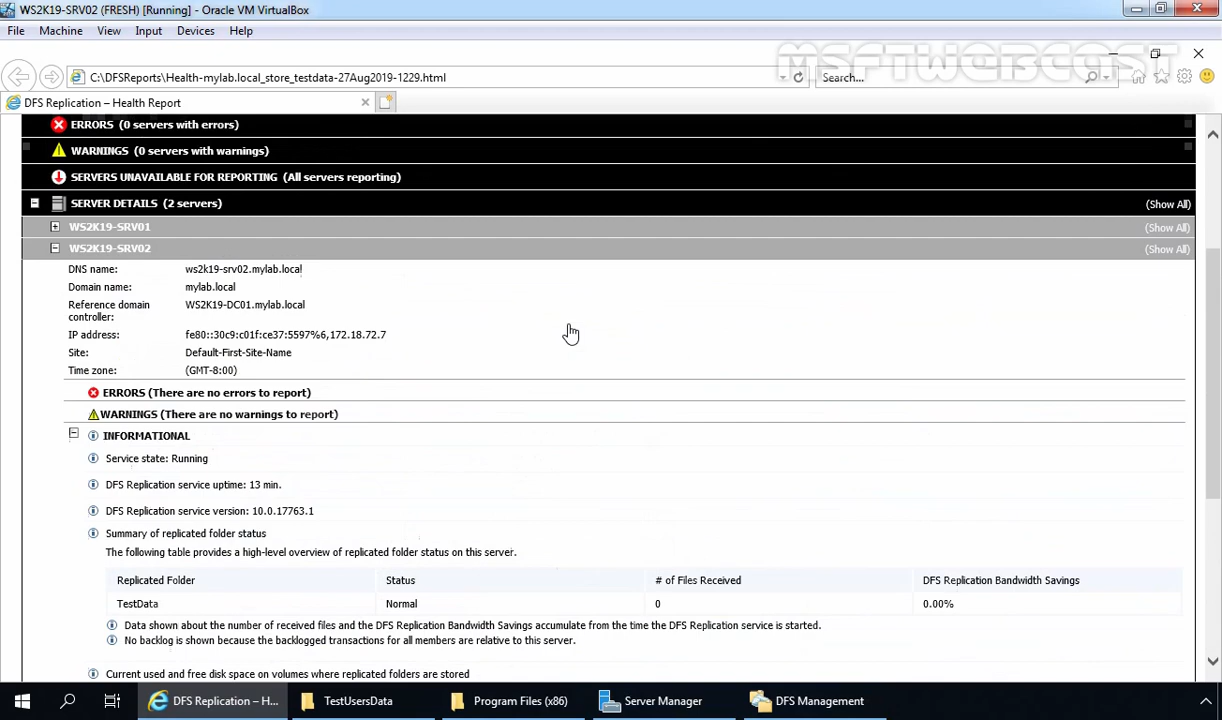 WS2K19-SRV02 (FRESH) [Running] - Oracle VM VirtualBox
File Machine View Input Devices Help
MSFTWEBCAST
C:\DFSReports\Health-mylab.local_store_testdata-27Aug2019-1229.html Search...
DFS Replication – Health Report
ERRORS (0 servers with errors)
WARNINGS (0 servers with warnings)
SERVERS UNAVAILABLE FOR REPORTING (All servers reporting)
SERVER DETAILS (2 servers) (Show All)
WS2K19-SRV01 (Show All)
WS2K19-SRV02 (Show All)
DNS name: ws2k19-srv02.mylab.local
Domain name: mylab.local
Reference domain controller: WS2K19-DC01.mylab.local
IP address: fe80::30c9:c01f:ce37:5597%6,172.18.72.7
Site: Default-First-Site-Name
Time zone: (GMT-8:00)
ERRORS (There are no errors to report)
WARNINGS (There are no warnings to report)
INFORMATIONAL
Service state: Running
DFS Replication service uptime: 13 min.
DFS Replication service version: 10.0.17763.1
Summary of replicated folder status
The following table provides a high-level overview of replicated folder status on this server.
Replicated Folder Status # of Files Received DFS Replication Bandwidth Savings
TestData Normal 0 0.00%
Data shown about the number of received files and the DFS Replication Bandwidth Savings accumulate from the time the DFS Replication service is started.
No backlog is shown because the backlogged transactions for all members are relative to this server.
Current used and free disk space on volumes where replicated folders are stored
DFS Replication – H... TestUsersData Program Files (x86) Server Manager DFS Management